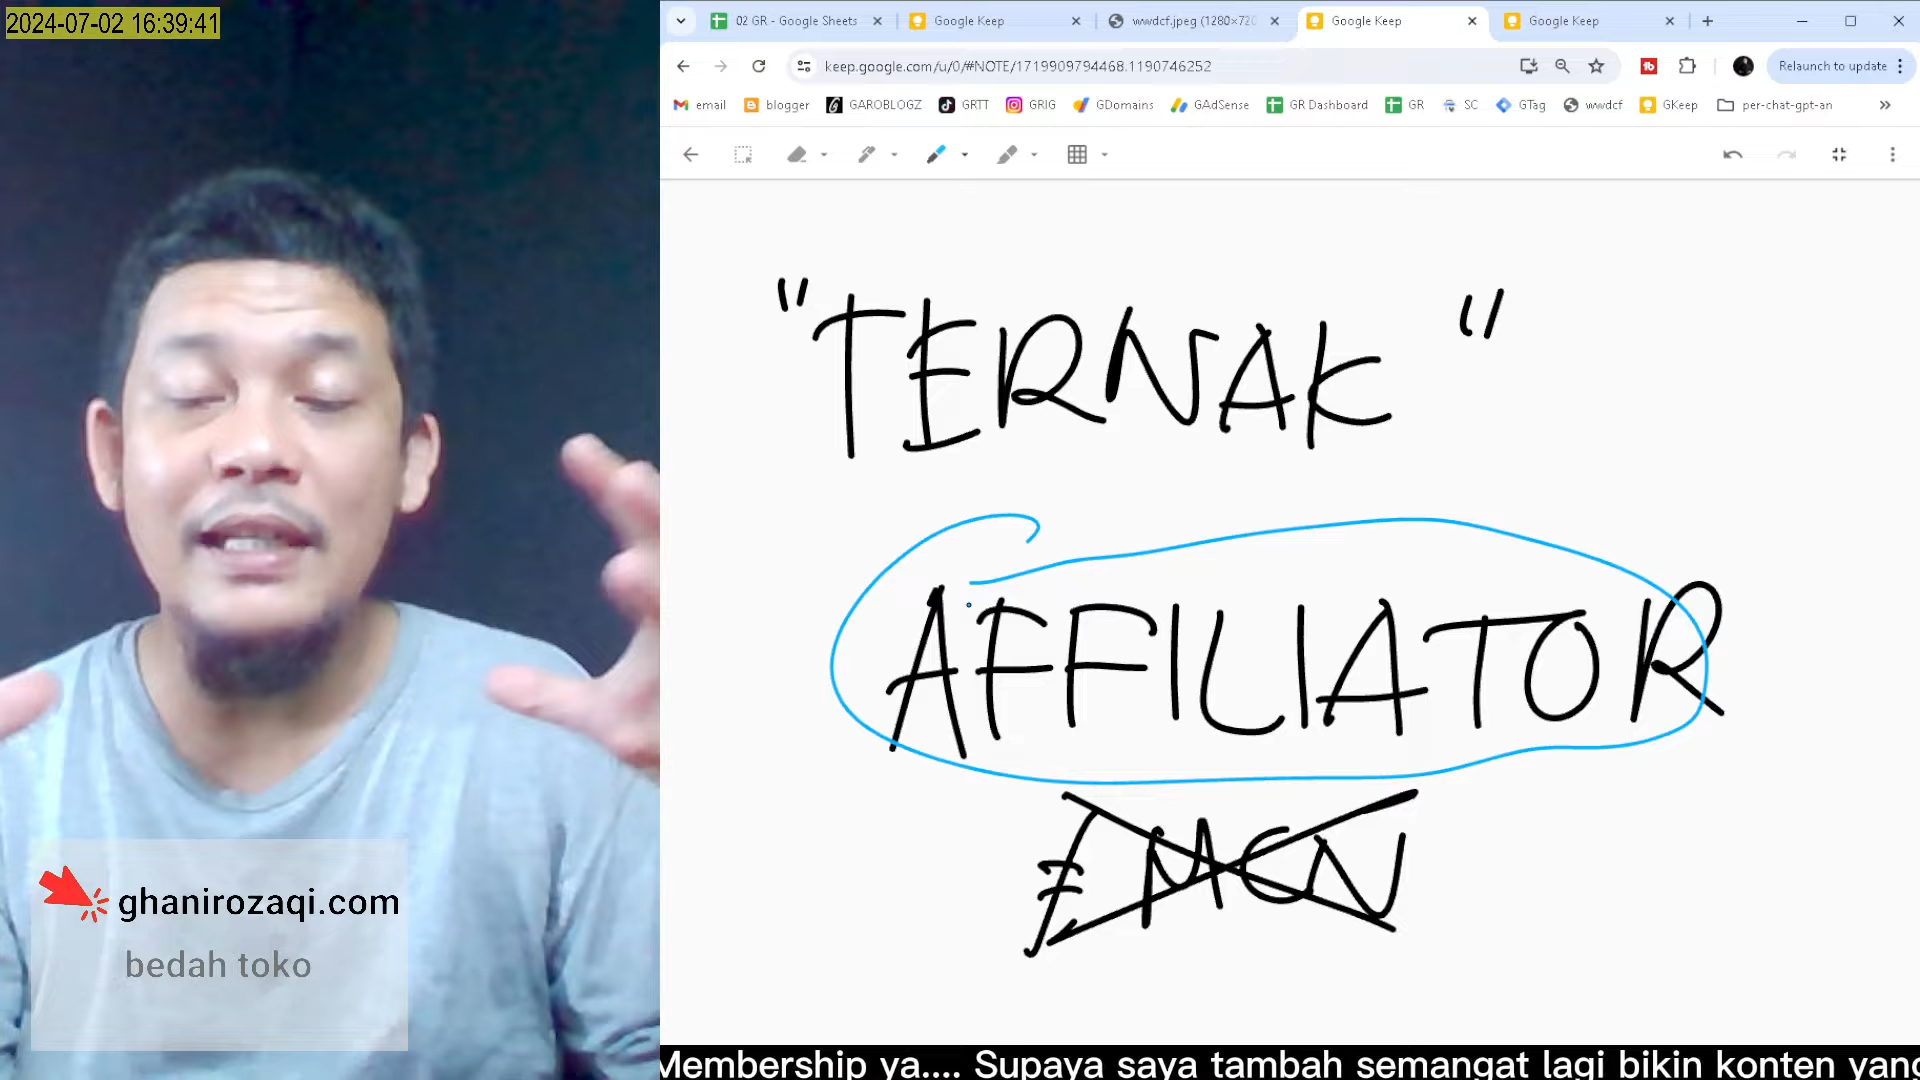 2024-07-02 16:39:41
02 GR - Google Sheets
Google Keep
wwdcf.jpeg (1280×720
Google Keep
Google Keep
keep.google.com/u/0/#NOTE/1719909794468.1190746252
Relaunch to update
email
blogger
GAROBLOGZ
GRTT
GRIG
GDomains
GAdSense
GR Dashboard
GR
SC
GTag
wwdcf
GKeep
per-chat-gpt-an
"TERNAK"
AFFILIATOR
≠ MCN
ghanirozaqi.com
bedah toko
Membership ya.... Supaya saya tambah semangat lagi bikin konten yang